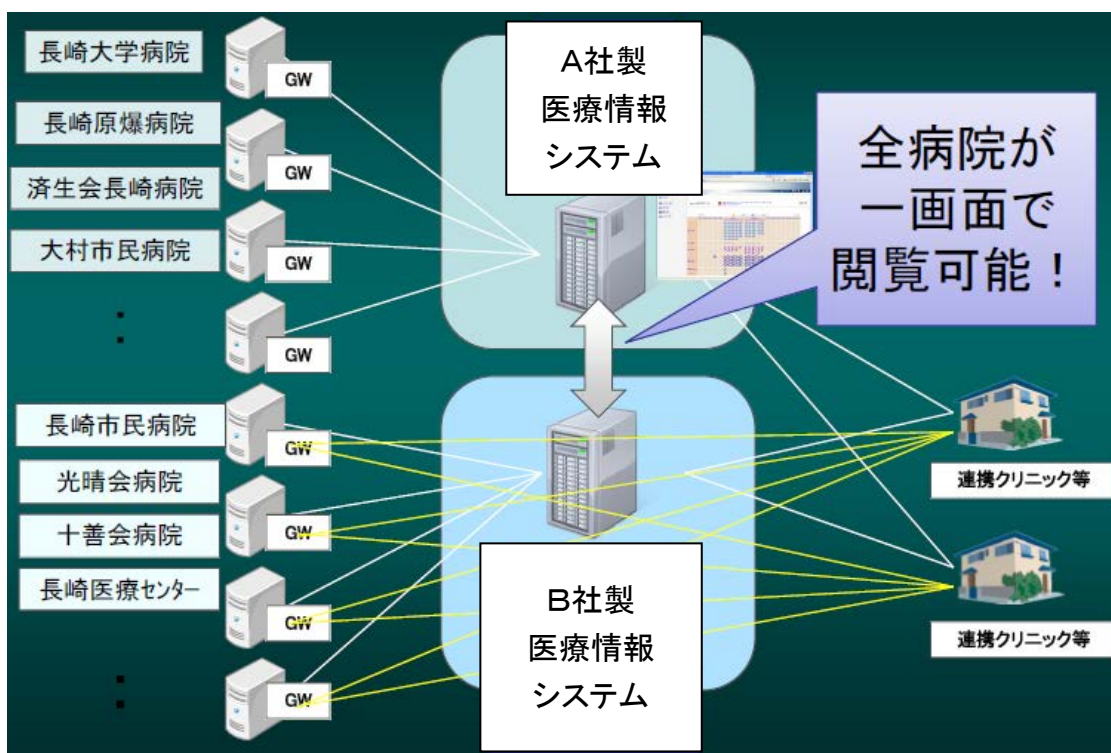 長崎大学病院
GW
長崎原爆病院
GW
済生会長崎病院
大村市民病院
GW
:
GW
A社製
医療情報
システム
全病院が
一画面で
閲覧可能！
長崎市民病院
GW
光晴会病院
GW
十善会病院
長崎医療センター
GW
:
GW
B社製
医療情報
システム
連携クリニック等
連携クリニック等